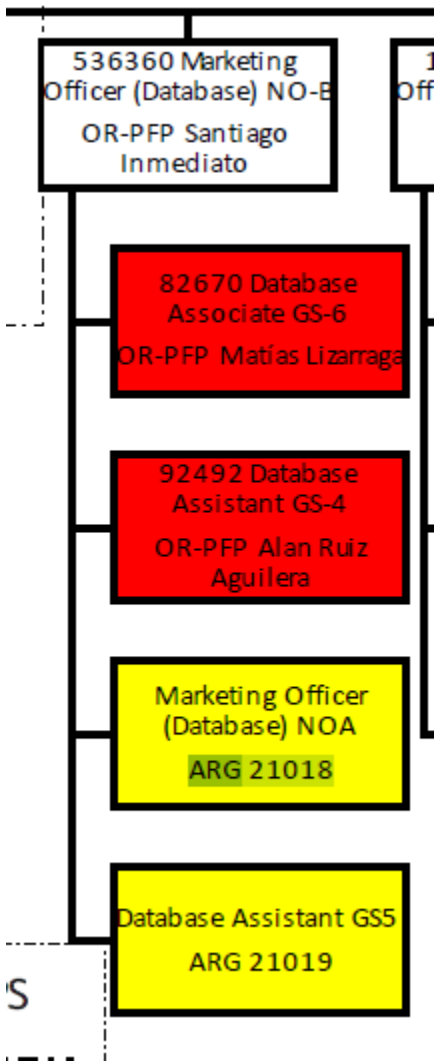 536360 Marketing
Officer (Database) NO-B
OR-PFP Santiago
Inmediato
82670 Database
Associate GS-6
OR-PFP Matías Lizarraga
92492 Database
Assistant GS-4
OR-PFP Alan Ruiz
Aguilera
Marketing Officer
(Database) NOA
ARG 21018
Database Assistant GS5
ARG 21019